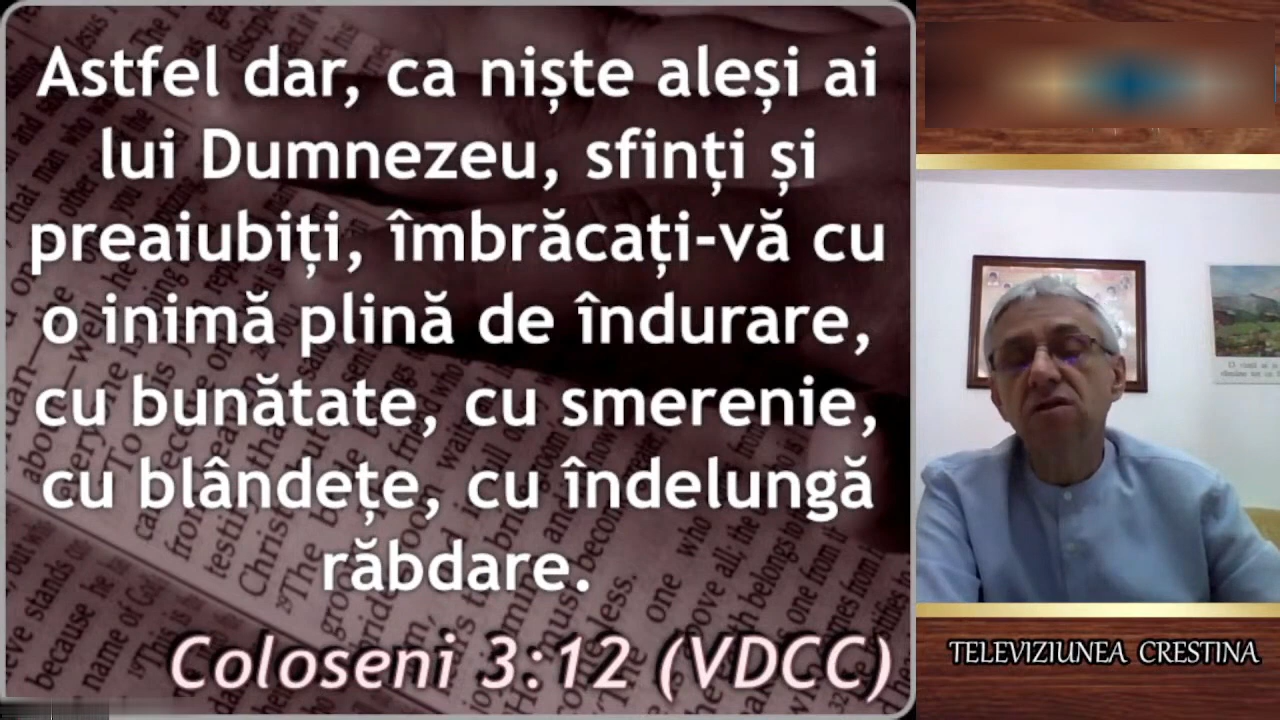 Astfel dar, ca niște aleși ai
lui Dumnezeu, sfinți și
preaiubiți, îmbrăcați-vă cu
o inimă plină de îndurare,
cu bunătate, cu smerenie,
cu blândețe, cu îndelungă
răbdare.
Coloseni 3:12 (VDCC)
TELEVIZIUNEA CRESTINA